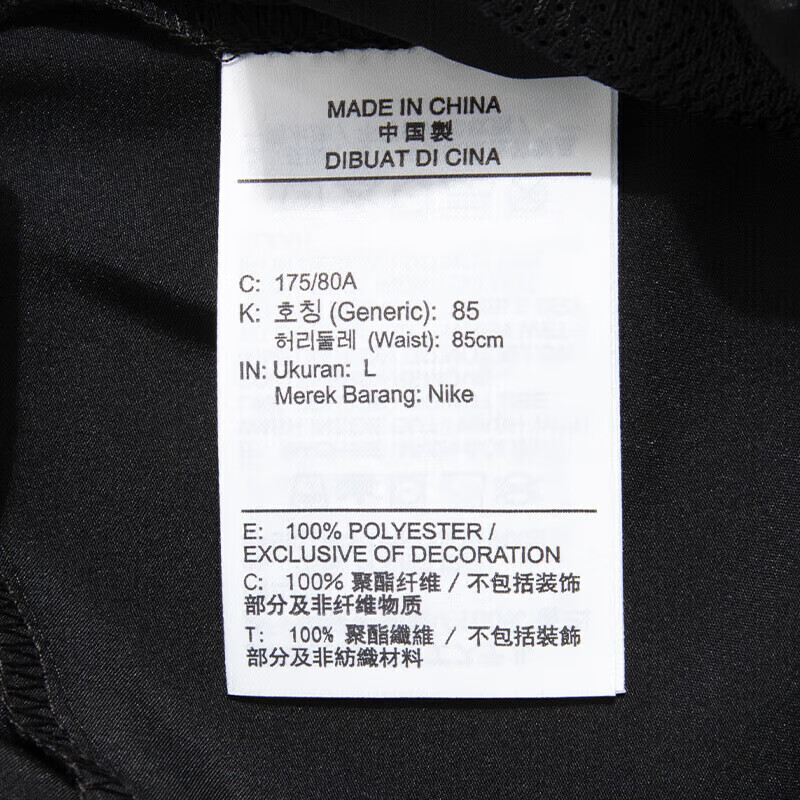 MADE IN CHINA
中国製
DIBUAT DI CINA
C: 175/80A
K: 호칭 (Generic): 85
허리둘레 (Waist): 85cm
IN: Ukuran: L
Merek Barang: Nike
E: 100% POLYESTER /
EXCLUSIVE OF DECORATION
C: 100% 聚酯纤维 / 不包括装饰
部分及非纤维物质
T: 100% 聚酯纖維 / 不包括裝飾
部分及非紡織材料